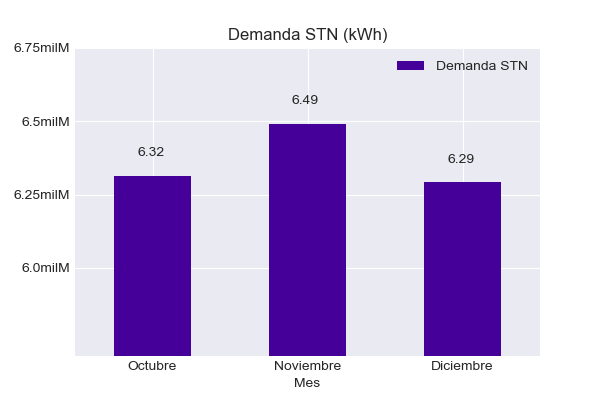 Demanda STN (kWh)
6.75milM
Demanda STN
6.49
6.5milM
6.32
6.29
6.25milM
6.0milM
Octubre
Noviembre
Diciembre
Mes